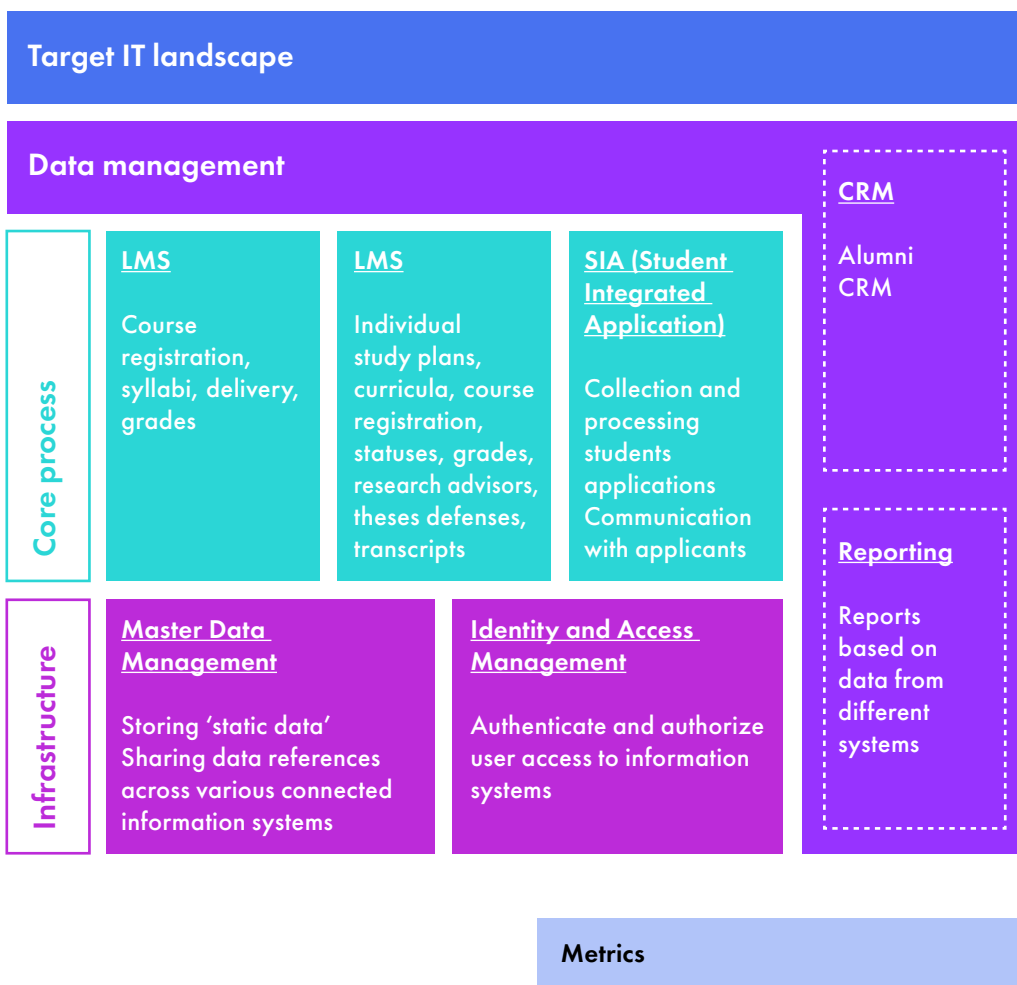 Target IT landscape
Data management
CRM
Alumni
CRM
Core process
LMS
Course
registration,
syllabi, delivery,
grades
LMS
Individual
study plans,
curricula, course
registration,
statuses, grades,
research advisors,
theses defenses,
transcripts
SIA (Student
Integrated
Application)
Collection and
processing
students
applications
Communication
with applicants
Reporting
Reports
based on
data from
different
systems
Infrastructure
Master Data
Management
Storing ‘static data’
Sharing data references
across various connected
information systems
Identity and Access
Management
Authenticate and authorize
user access to information
systems
Metrics